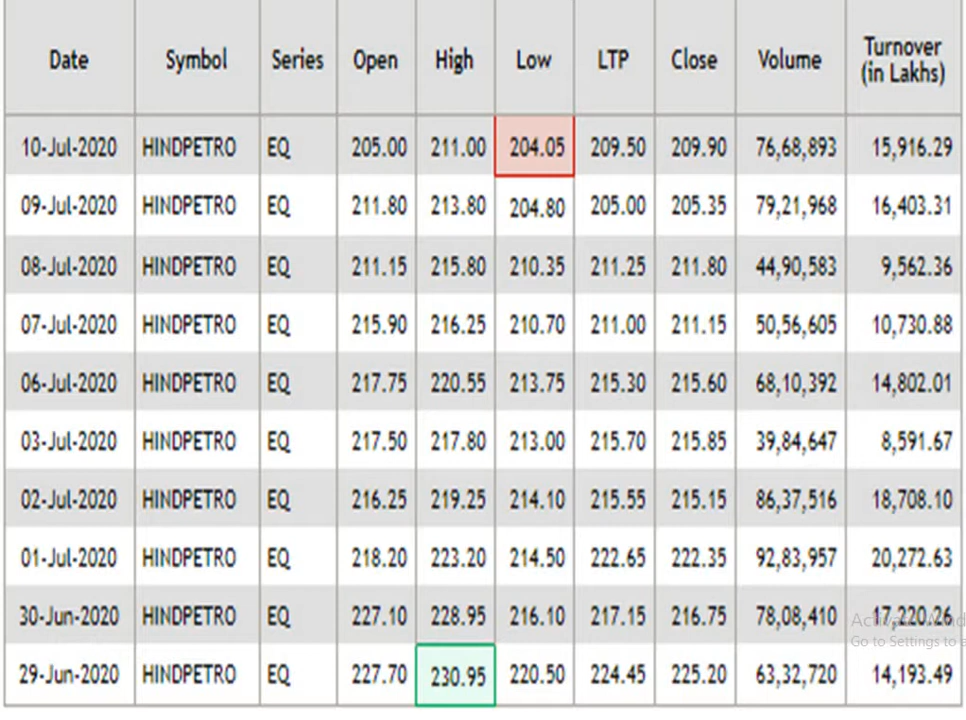 Date Symbol Series Open High Low LTP Close Volume Turnover (in Lakhs)
10-Jul-2020 HINDPETRO EQ 205.00 211.00 204.05 209.50 209.90 76,68,893 15,916.29
09-Jul-2020 HINDPETRO EQ 211.80 213.80 204.80 205.00 205.35 79,21,968 16,403.31
08-Jul-2020 HINDPETRO EQ 211.15 215.80 210.35 211.25 211.80 44,90,583 9,562.36
07-Jul-2020 HINDPETRO EQ 215.90 216.25 210.70 211.00 211.15 50,56,605 10,730.88
06-Jul-2020 HINDPETRO EQ 217.75 220.55 213.75 215.30 215.60 68,10,392 14,802.01
03-Jul-2020 HINDPETRO EQ 217.50 217.80 213.00 215.70 215.85 39,84,647 8,591.67
02-Jul-2020 HINDPETRO EQ 216.25 219.25 214.10 215.55 215.15 86,37,516 18,708.10
01-Jul-2020 HINDPETRO EQ 218.20 223.20 214.50 222.65 222.35 92,83,957 20,272.63
30-Jun-2020 HINDPETRO EQ 227.10 228.95 216.10 217.15 216.75 78,08,410 17,220.26
Go to Settings to
29-Jun-2020 HINDPETRO EQ 227.70 230.95 220.50 224.45 225.20 63,32,720 14,193.49